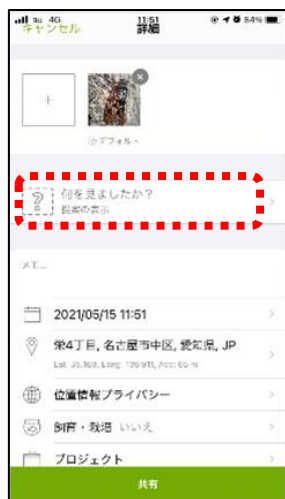 au 4G 11:51 84%
キャンセル 詳細
デフォルト
何を見ましたか?
提案の表示
メモ...
2021/05/15 11:51
栄4丁目, 名古屋市中区, 愛知県, JP
位置情報プライバシー
飼育・栽培 いいえ
プロジェクト
共有